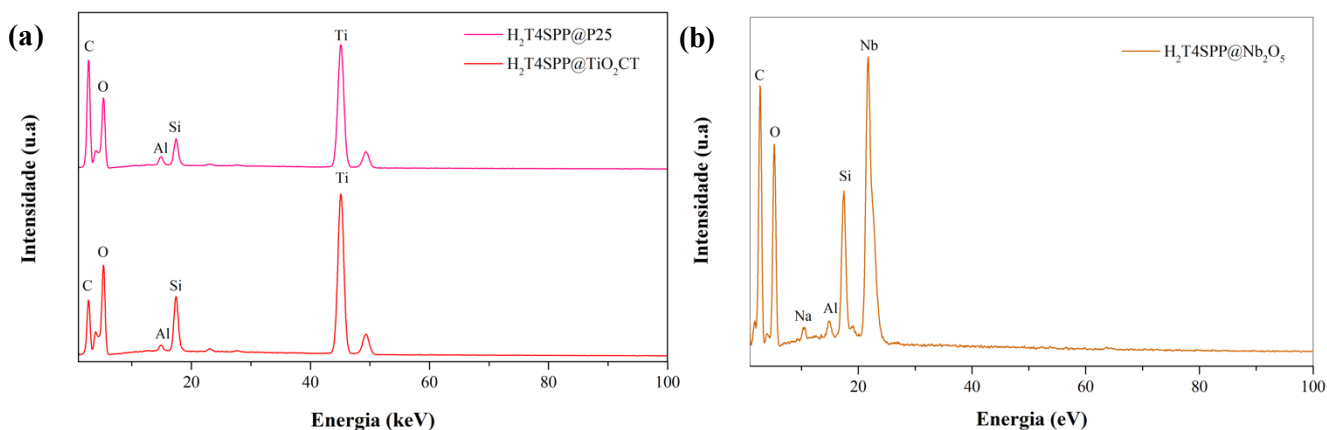 (a)
H₂T4SPP@P25
H₂T4SPP@TiO₂CT
C
O
Al
Si
Ti
C
O
Al
Si
Ti
Intensidade (u.a)
20
40
60
80
100
Energia (keV)
(b)
H₂T4SPP@Nb₂O₅
C
O
Na
Al
Si
Nb
Intensidade (u.a)
20
40
60
80
100
Energia (eV)